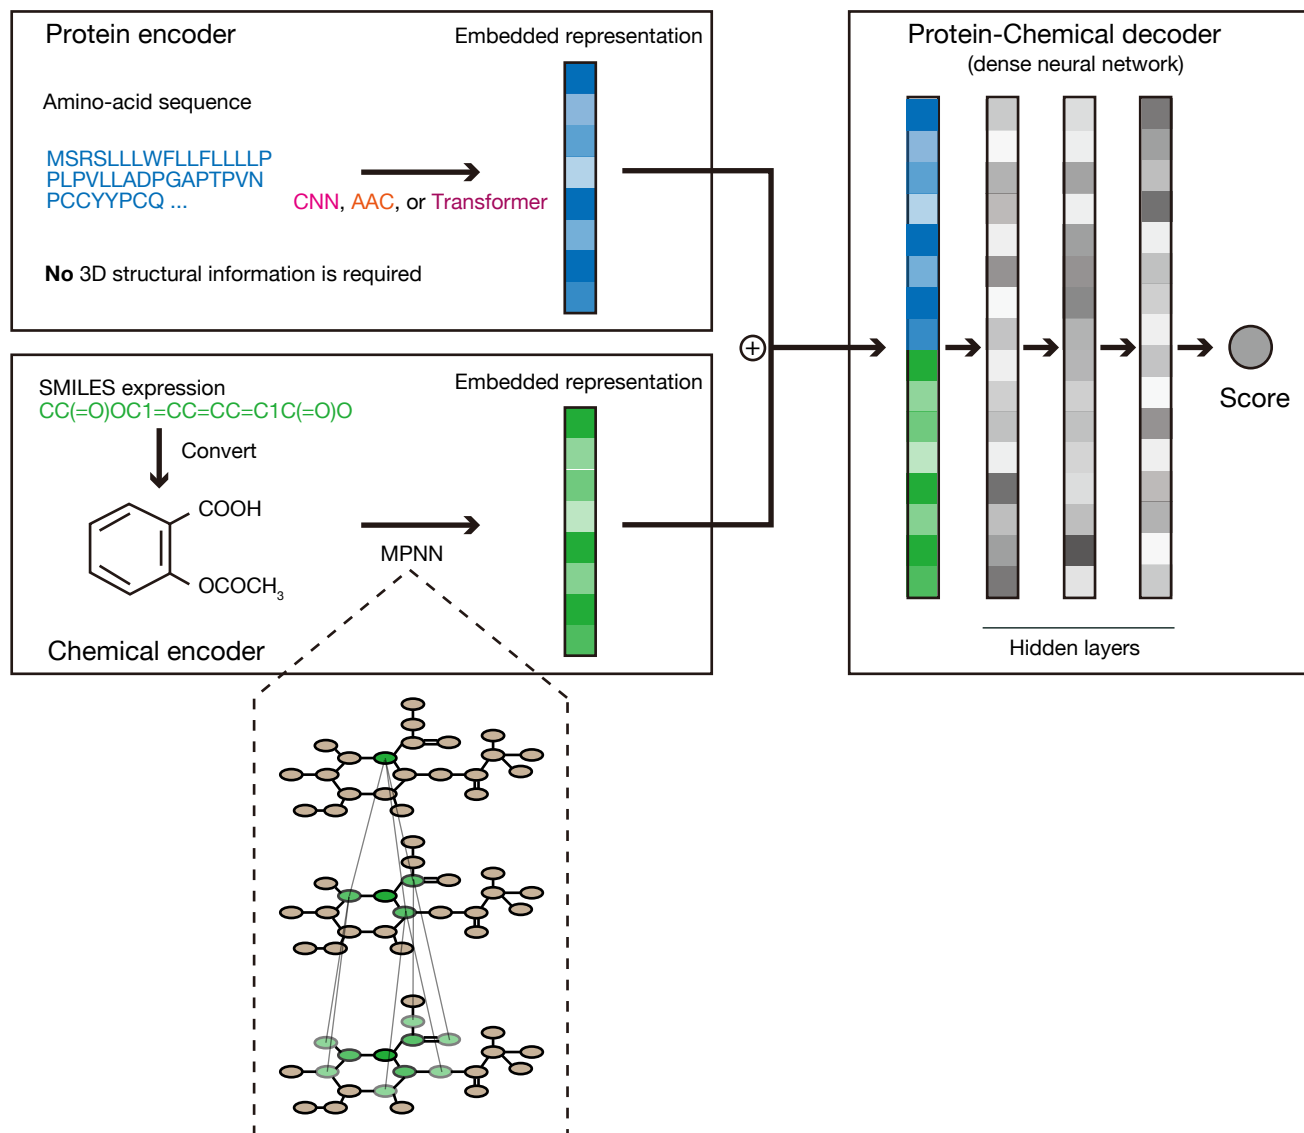 Protein encoder
Embedded representation
Amino-acid sequence
MSRSLLLWFLLFLLLLP
PLPVLLADPGAPTPVN
PCCYYPCQ ...
CNN, AAC, or Transformer
No 3D structural information is required
SMILES expression
CC(=O)OC1=CC=CC=C1C(=O)O
Convert
COOH
OCOCH3
Embedded representation
MPNN
Chemical encoder
+
Protein-Chemical decoder
(dense neural network)
Score
Hidden layers